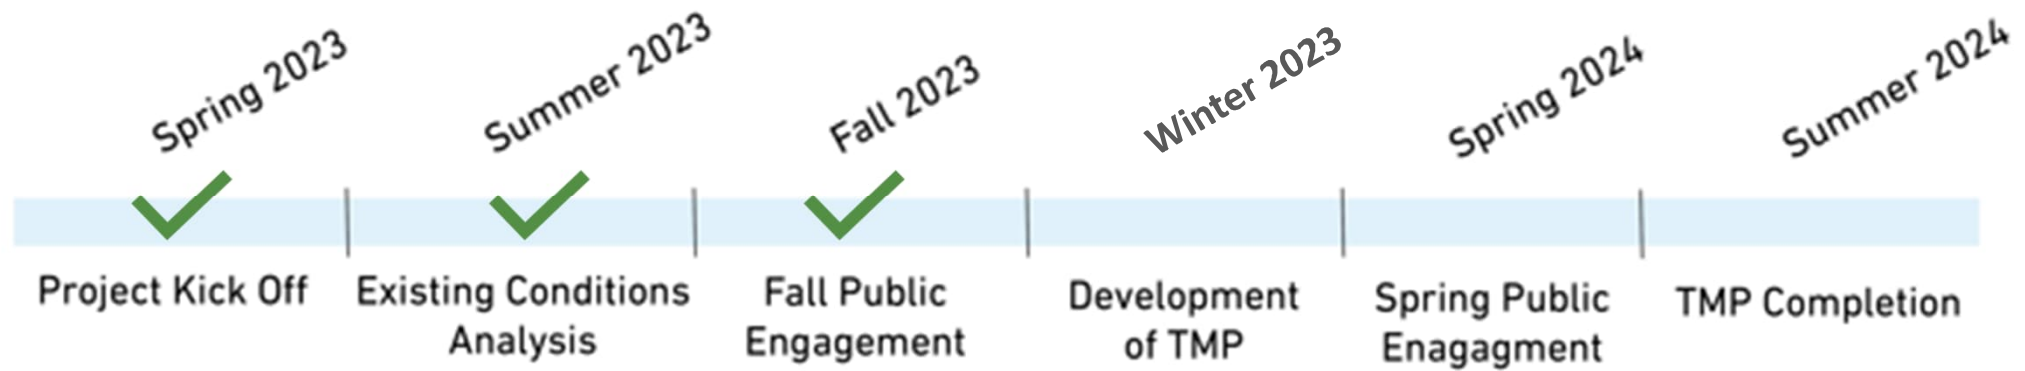 Spring 2023
Summer 2023
Fall 2023
Winter 2023
Spring 2024
Summer 2024
Project Kick Off
Existing Conditions
Analysis
Fall Public
Engagement
Development
of TMP
Spring Public
Enagagment
TMP Completion